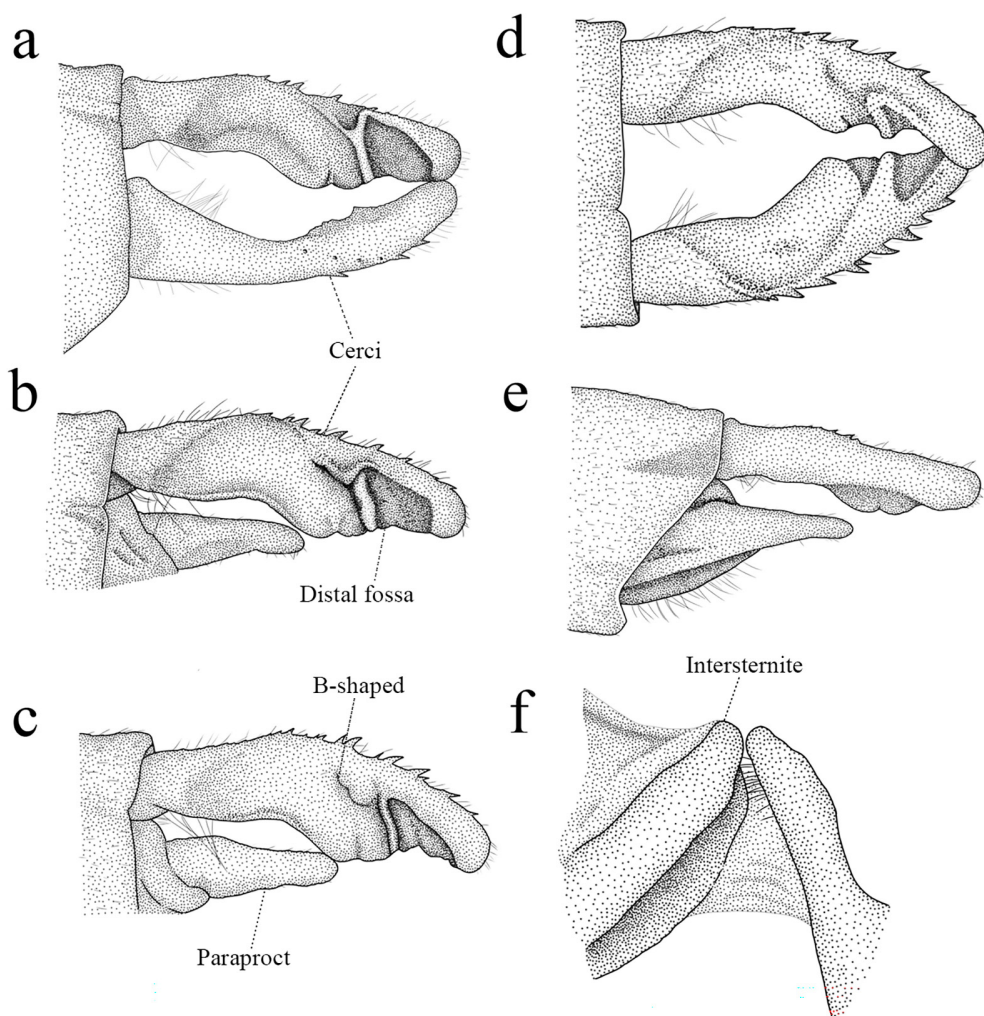 a
d
Cerci
b
e
Distal fossa
B-shaped
Intersternite
c
f
Paraproct